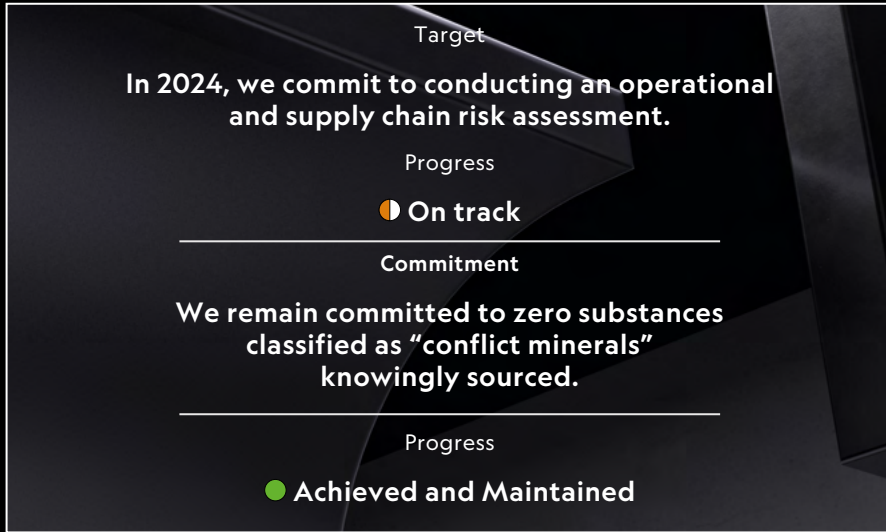 Target
In 2024, we commit to conducting an operational
and supply chain risk assessment.
Progress
On track
Commitment
We remain committed to zero substances
classified as “conflict minerals”
knowingly sourced.
Progress
Achieved and Maintained